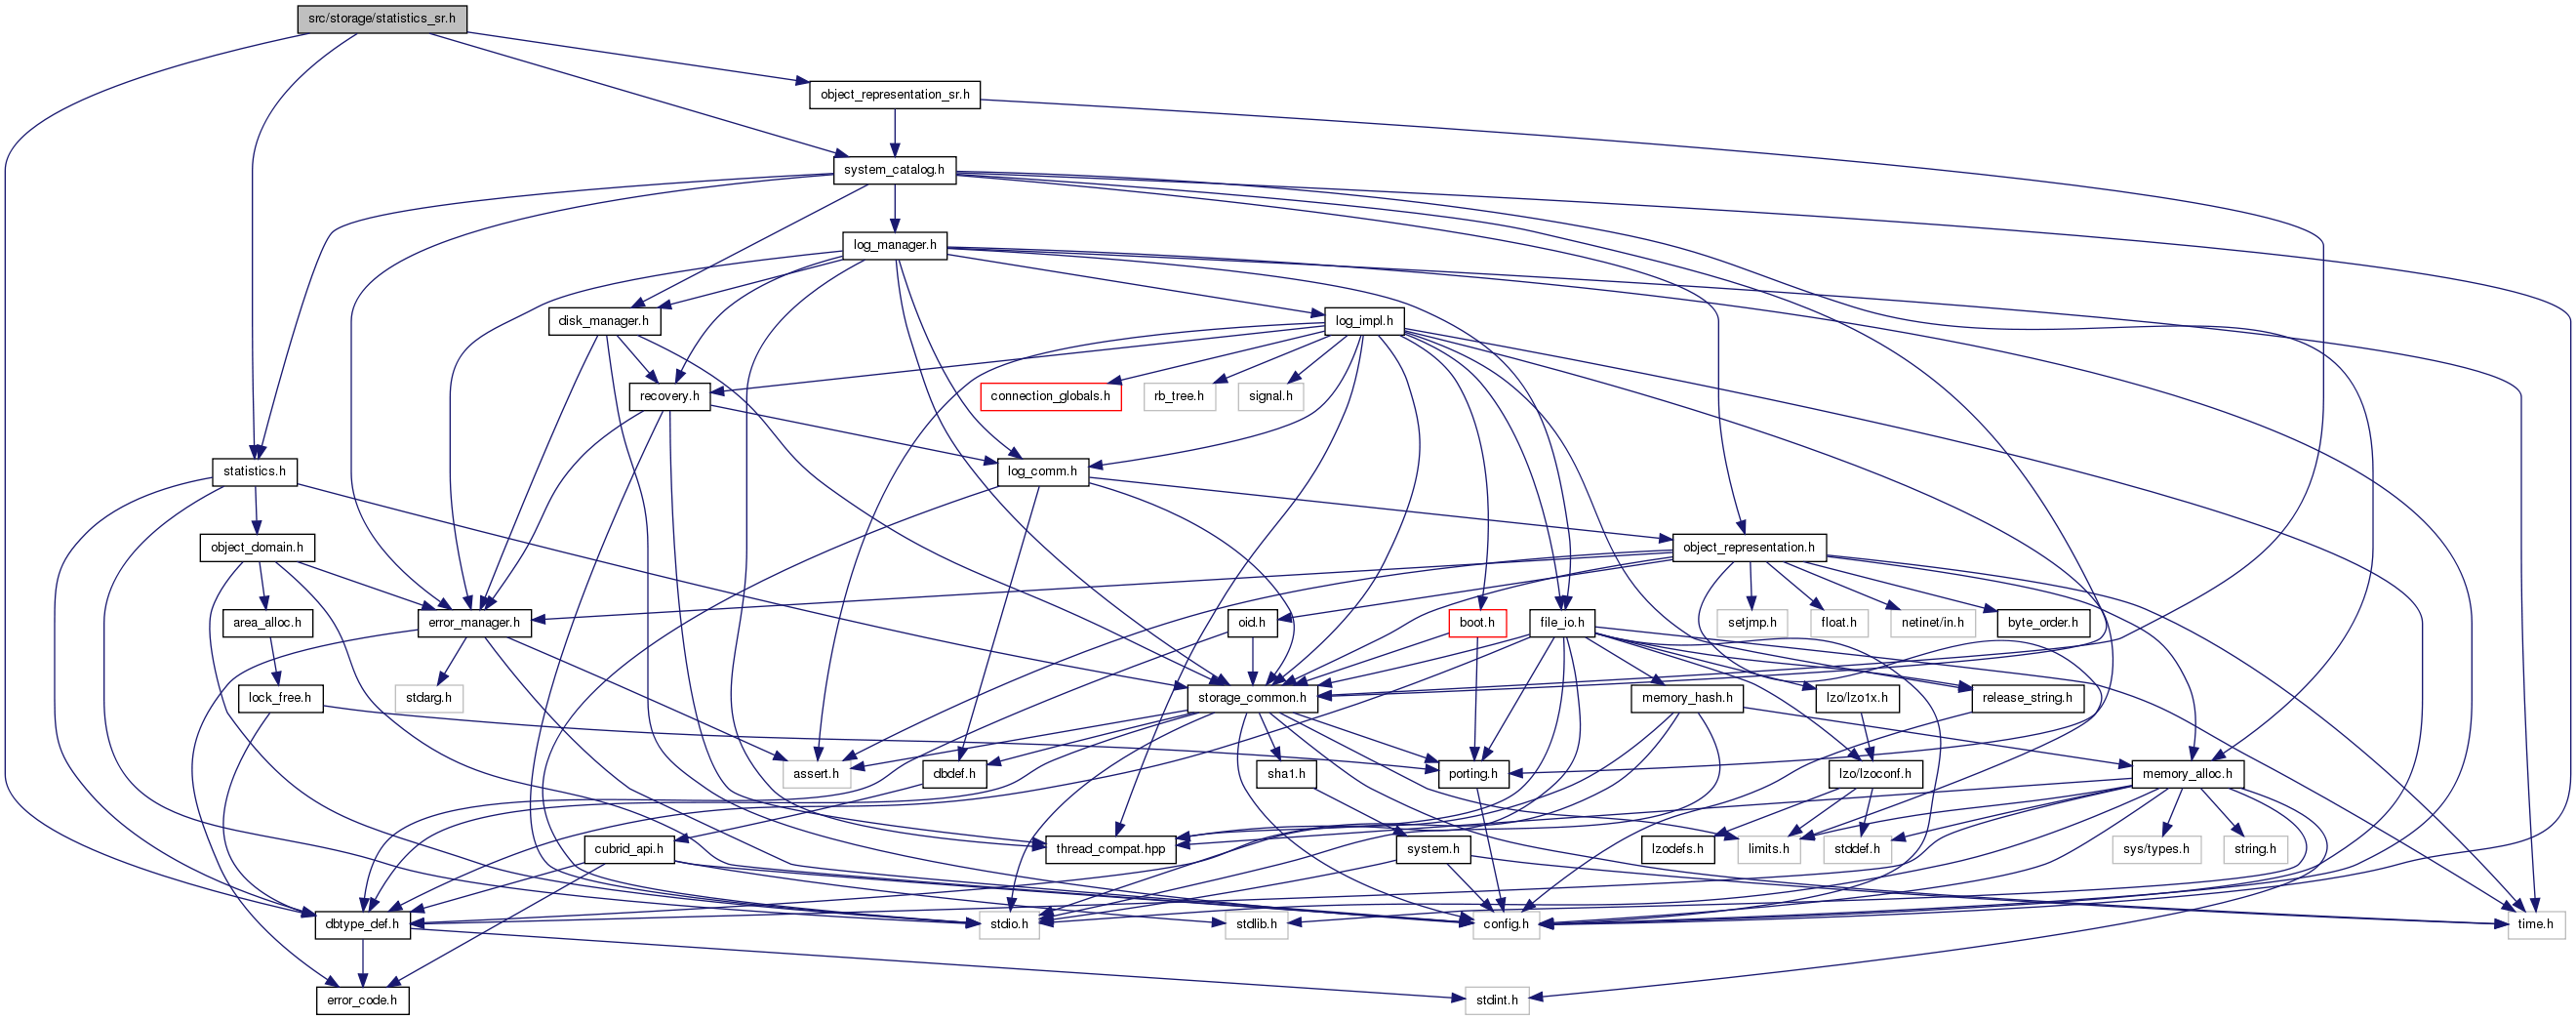 src/storage/statistics_sr.h
object_representation_sr.h
system_catalog.h
log_manager.h
disk_manager.h
log_impl.h
recovery.h
connection_globals.h
rb_tree.h
signal.h
statistics.h
log_comm.h
object_domain.h
object_representation.h
area_alloc.h
error_manager.h
oid.h
boot.h
file_io.h
setjmp.h
float.h
netinet/in.h
byte_order.h
lock_free.h
stdarg.h
storage_common.h
memory_hash.h
lzo/lzo1x.h
release_string.h
assert.h
dbdef.h
sha1.h
porting.h
lzo/lzoconf.h
memory_alloc.h
cubrid_api.h
thread_compat.hpp
system.h
lzodefs.h
limits.h
stddef.h
sys/types.h
string.h
dbtype_def.h
stdio.h
stdlib.h
config.h
time.h
error_code.h
stdint.h